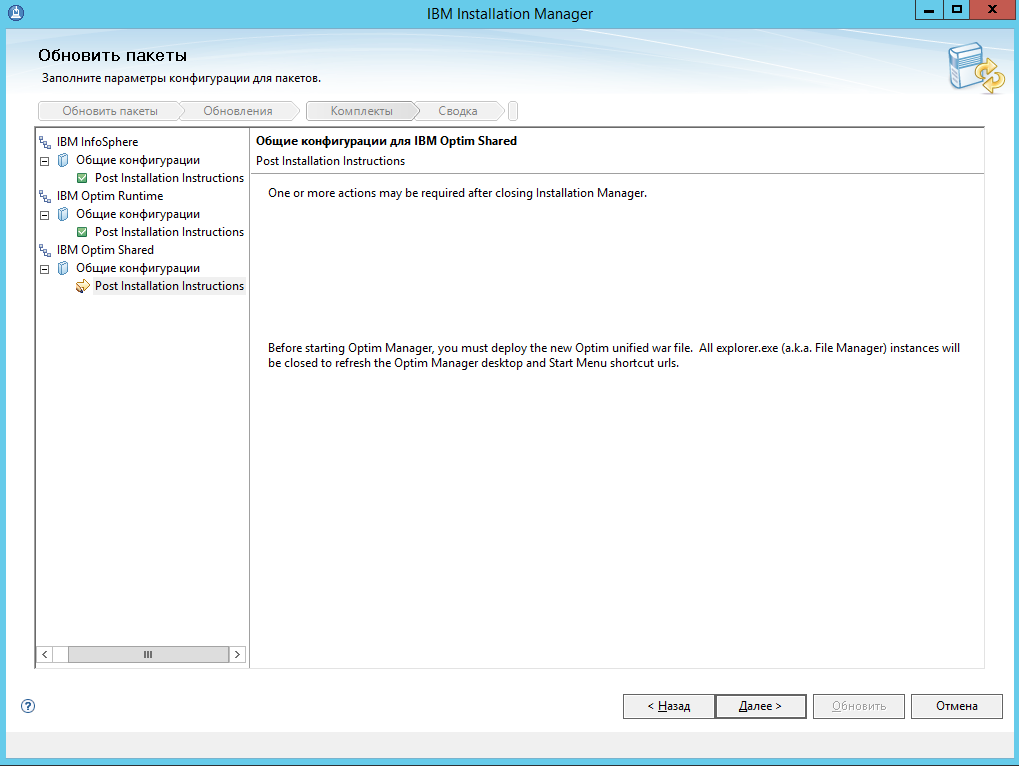 IBM Installation Manager
Обновить пакеты
Заполните параметры конфигурации для пакетов.
Обновить пакеты
Обновления
Комплекты
Сводка
IBM InfoSphere
Общие конфигурации
Post Installation Instructions
IBM Optim Runtime
Общие конфигурации
Post Installation Instructions
IBM Optim Shared
Общие конфигурации
Post Installation Instructions
Общие конфигурации для IBM Optim Shared
Post Installation Instructions
One or more actions may be required after closing Installation Manager.
Before starting Optim Manager, you must deploy the new Optim unified war file.  All explorer.exe (a.k.a. File Manager) instances will
be closed to refresh the Optim Manager desktop and Start Menu shortcut urls.
< Назад
Далее >
Обновить
Отмена